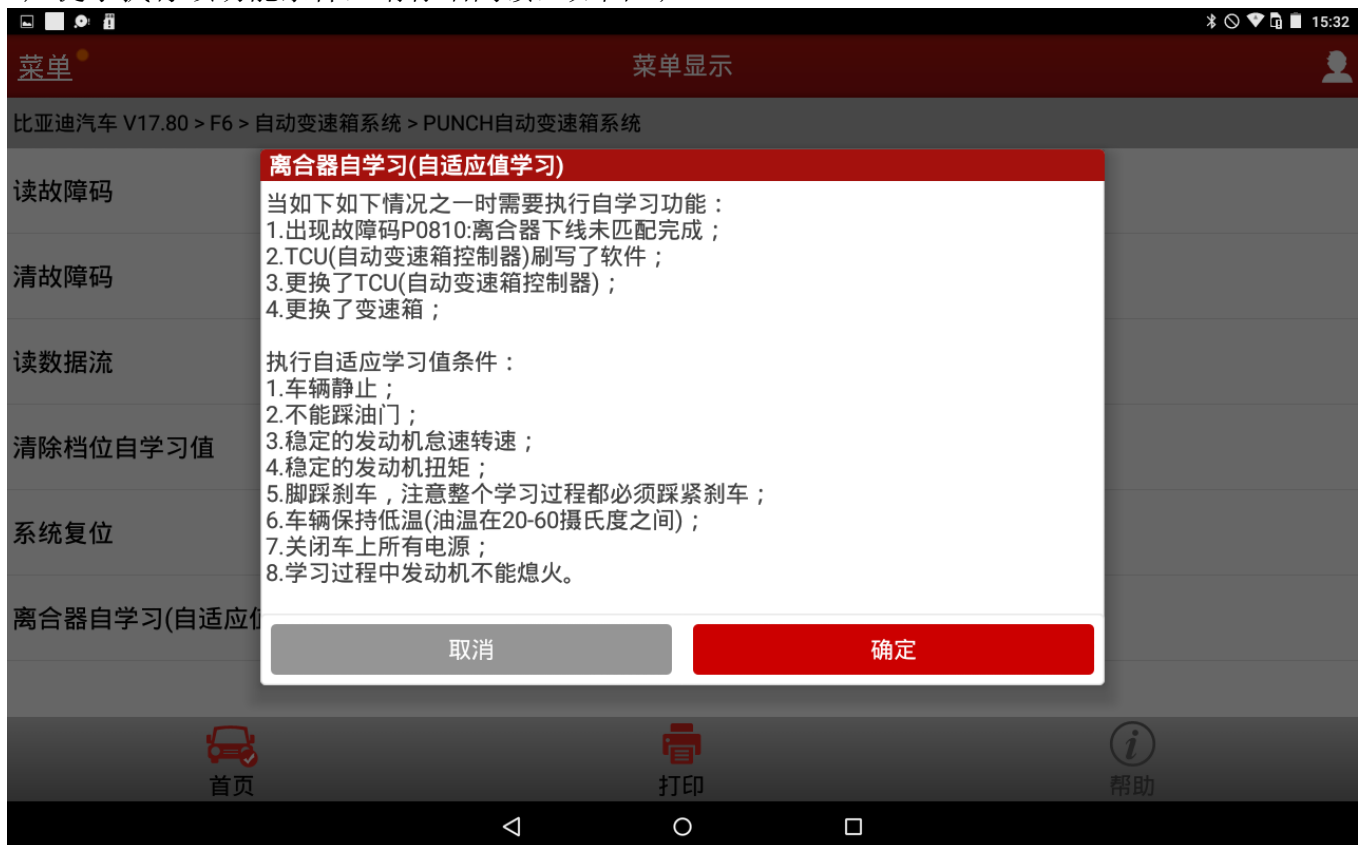 15:32
菜单
菜单显示
比亚迪汽车 V17.80 > F6 > 自动变速箱系统 > PUNCH自动变速箱系统
读故障码
清故障码
读数据流
清除档位自学习值
系统复位
离合器自学习(自适应
离合器自学习(自适应值学习)
当如下如下情况之一时需要执行自学习功能：
1.出现故障码P0810:离合器下线未匹配完成；
2.TCU(自动变速箱控制器)刷写了软件；
3.更换了TCU(自动变速箱控制器)；
4.更换了变速箱；
执行自适应学习值条件：
1.车辆静止；
2.不能踩油门；
3.稳定的发动机怠速转速；
4.稳定的发动机扭矩；
5.脚踩刹车，注意整个学习过程都必须踩紧刹车；
6.车辆保持低温(油温在20-60摄氏度之间)；
7.关闭车上所有电源；
8.学习过程中发动机不能熄火。
取消
确定
首页
打印
帮助